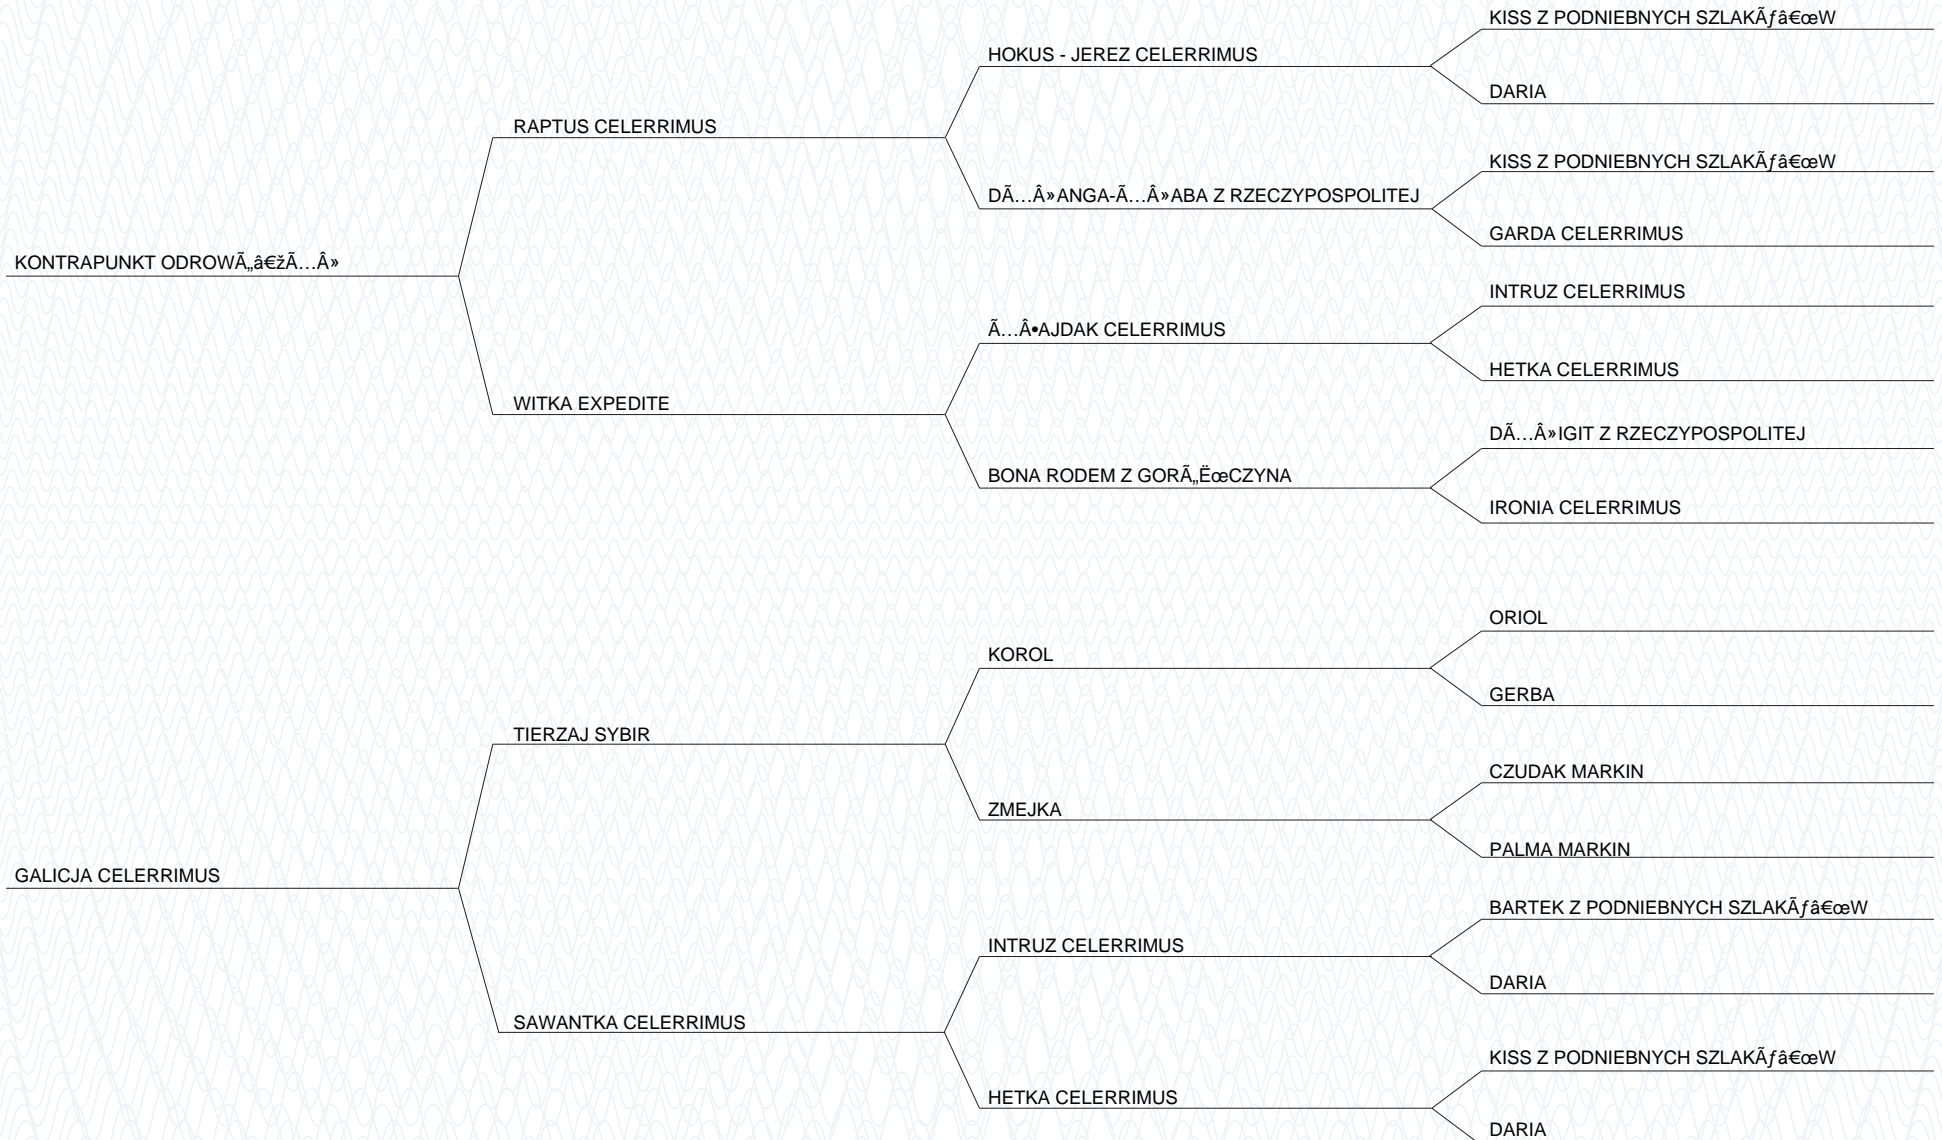 KISS Z PODNIEBNYCH SZLAKÃƒâ€œW
HOKUS - JEREZ CELERRIMUS
DARIA
RAPTUS CELERRIMUS
KISS Z PODNIEBNYCH SZLAKÃƒâ€œW
DÃ…Â»ANGA-Ã…Â»ABA Z RZECZYPOSPOLITEJ
GARDA CELERRIMUS
KONTRAPUNKT ODROWÃ„â€žÃ…Â»
INTRUZ CELERRIMUS
Ã…Â•AJDAK CELERRIMUS
HETKA CELERRIMUS
WITKA EXPEDITE
DÃ…Â»IGIT Z RZECZYPOSPOLITEJ
BONA RODEM Z GORÃ„ËœCZYNA
IRONIA CELERRIMUS
ORIOL
KOROL
GERBA
TIERZAJ SYBIR
CZUDAK MARKIN
ZMEJKA
PALMA MARKIN
GALICJA CELERRIMUS
BARTEK Z PODNIEBNYCH SZLAKÃƒâ€œW
INTRUZ CELERRIMUS
DARIA
SAWANTKA CELERRIMUS
KISS Z PODNIEBNYCH SZLAKÃƒâ€œW
HETKA CELERRIMUS
DARIA